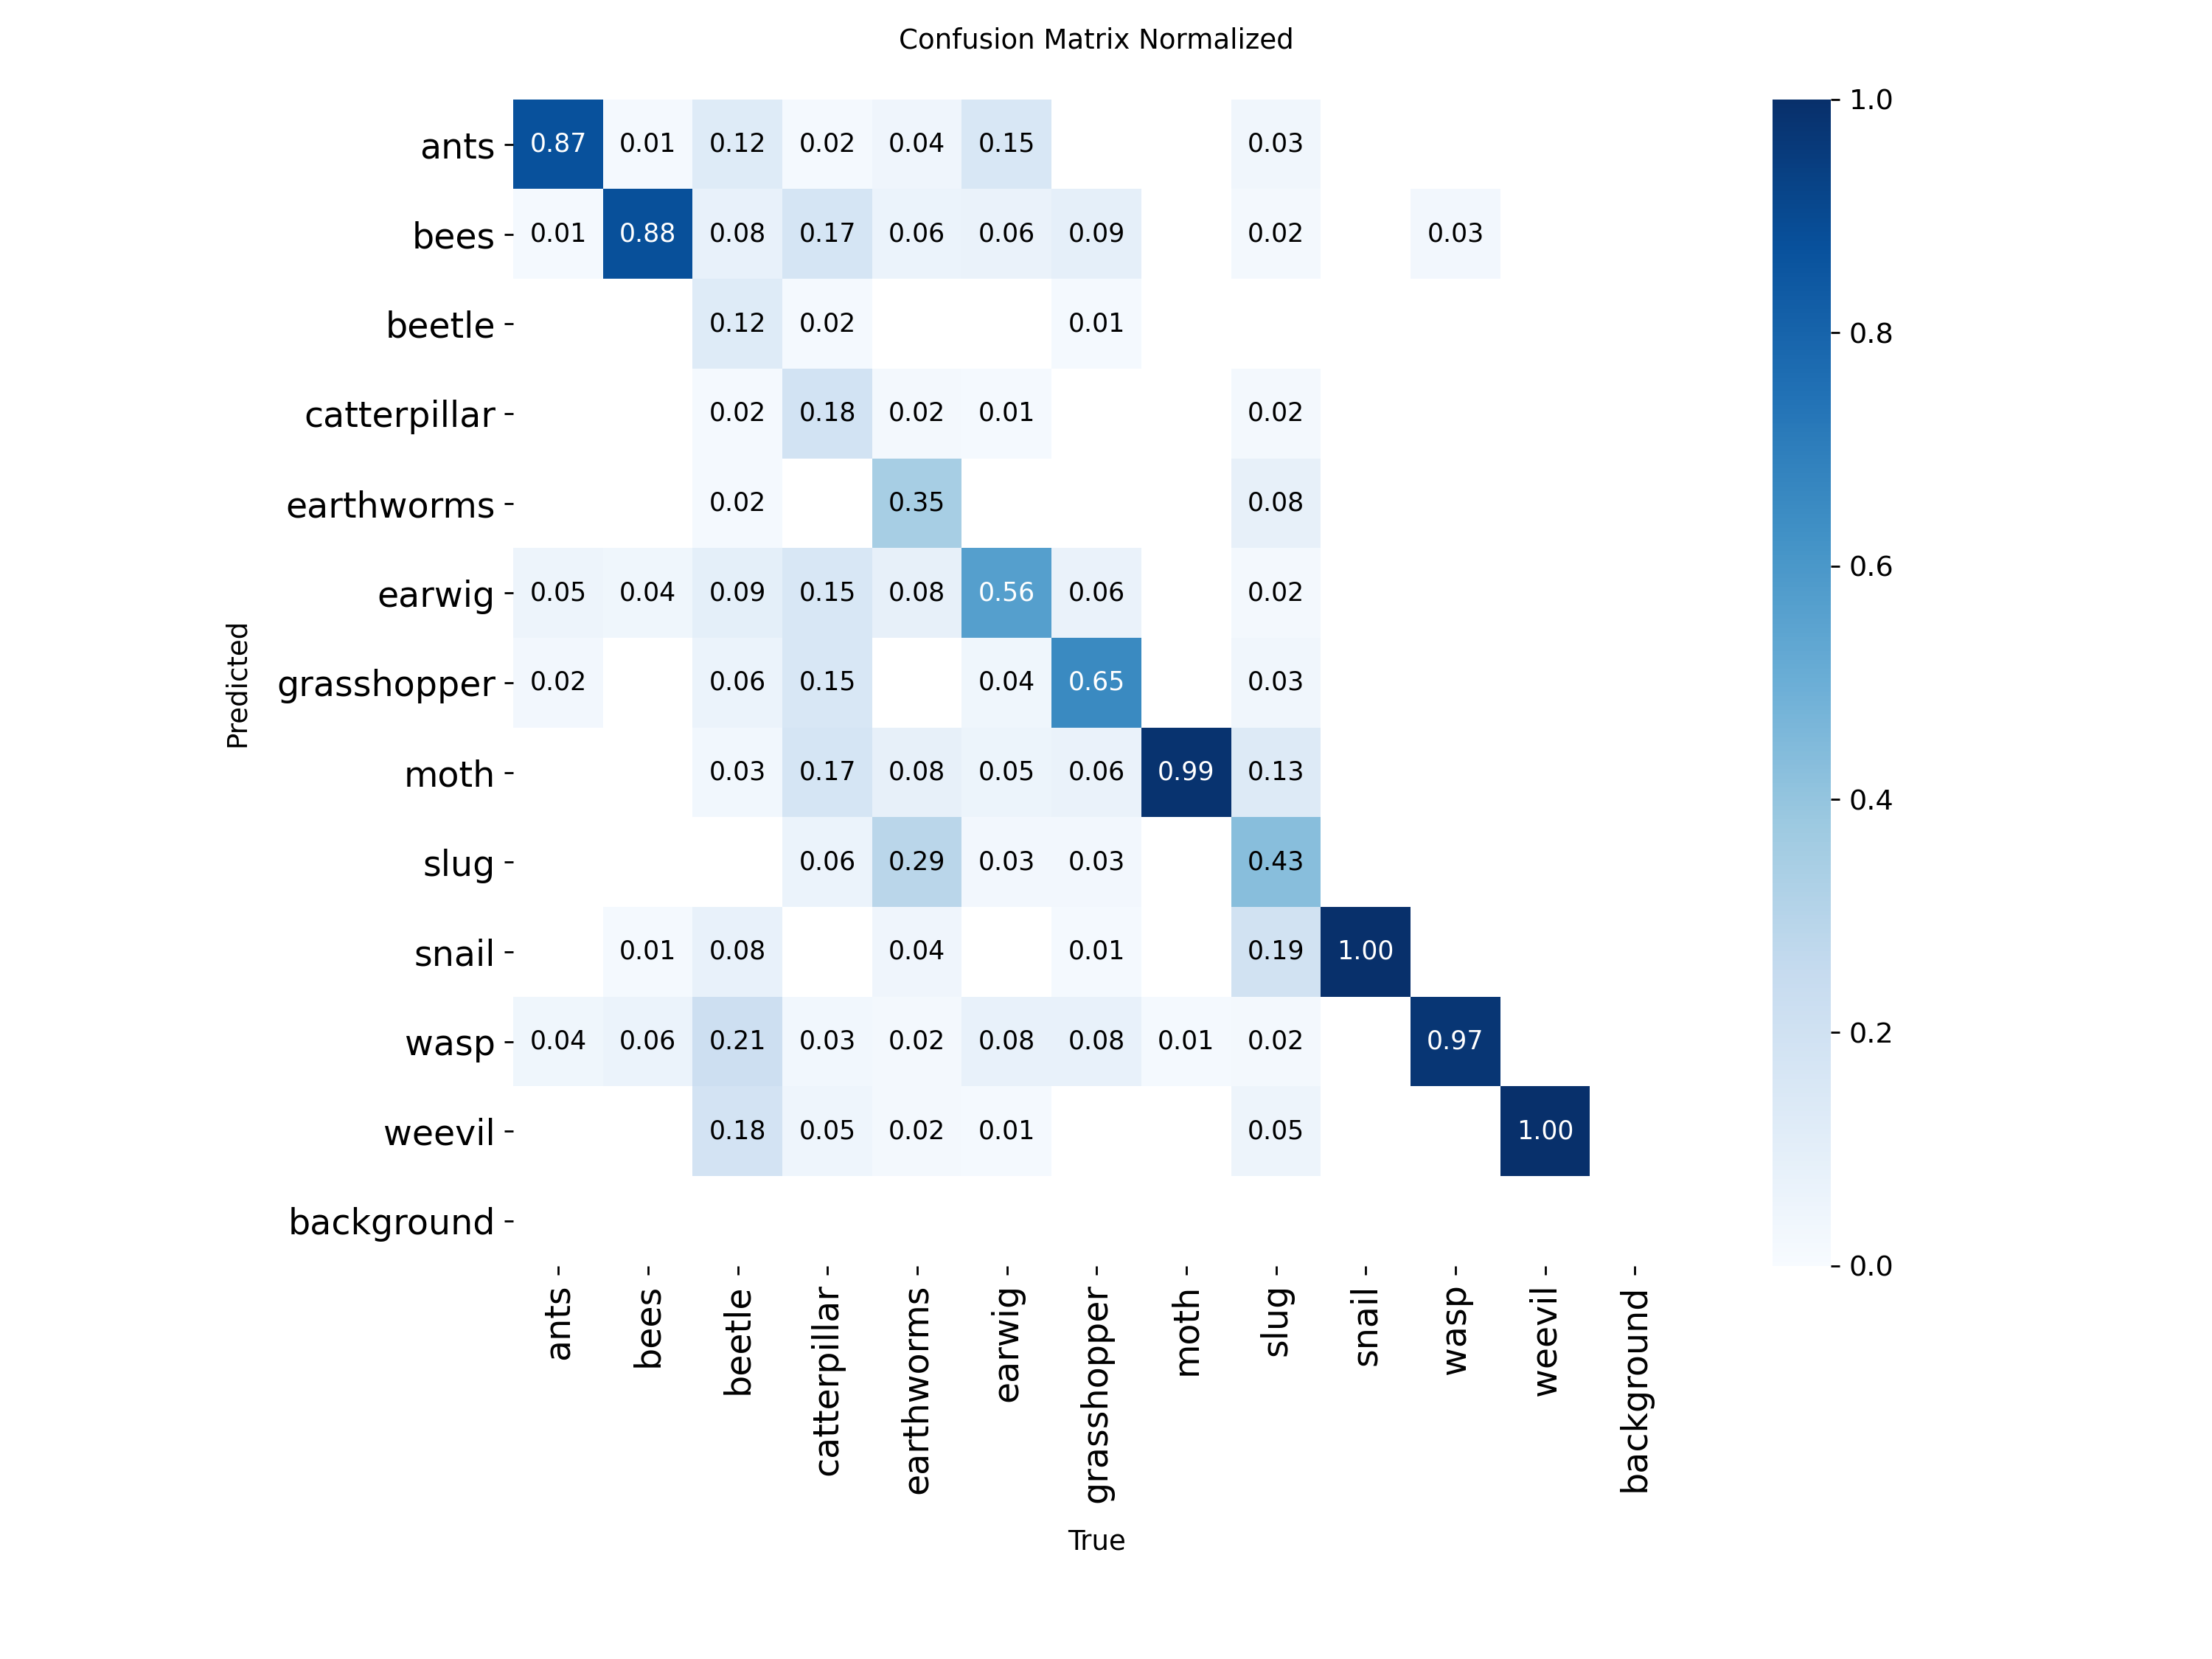 Confusion Matrix Normalized
ants 0.87 0.01 0.12 0.02 0.04 0.15 0.03
bees 0.01 0.88 0.08 0.17 0.06 0.06 0.09 0.02 0.03
beetle 0.12 0.02 0.01
catterpillar 0.02 0.18 0.02 0.01 0.02
earthworms 0.02 0.35 0.08
earwig 0.05 0.04 0.09 0.15 0.08 0.56 0.06 0.02
grasshopper 0.02 0.06 0.15 0.04 0.65 0.03
moth 0.03 0.17 0.08 0.05 0.06 0.99 0.13
slug 0.06 0.29 0.03 0.03 0.43
snail 0.01 0.08 0.04 0.01 0.19 1.00
wasp 0.04 0.06 0.21 0.03 0.02 0.08 0.08 0.01 0.02 0.97
weevil 0.18 0.05 0.02 0.01 0.05 1.00
background
Predicted
ants bees beetle catterpillar earthworms earwig grasshopper moth slug snail wasp weevil background
True
1.0
0.8
0.6
0.4
0.2
0.0